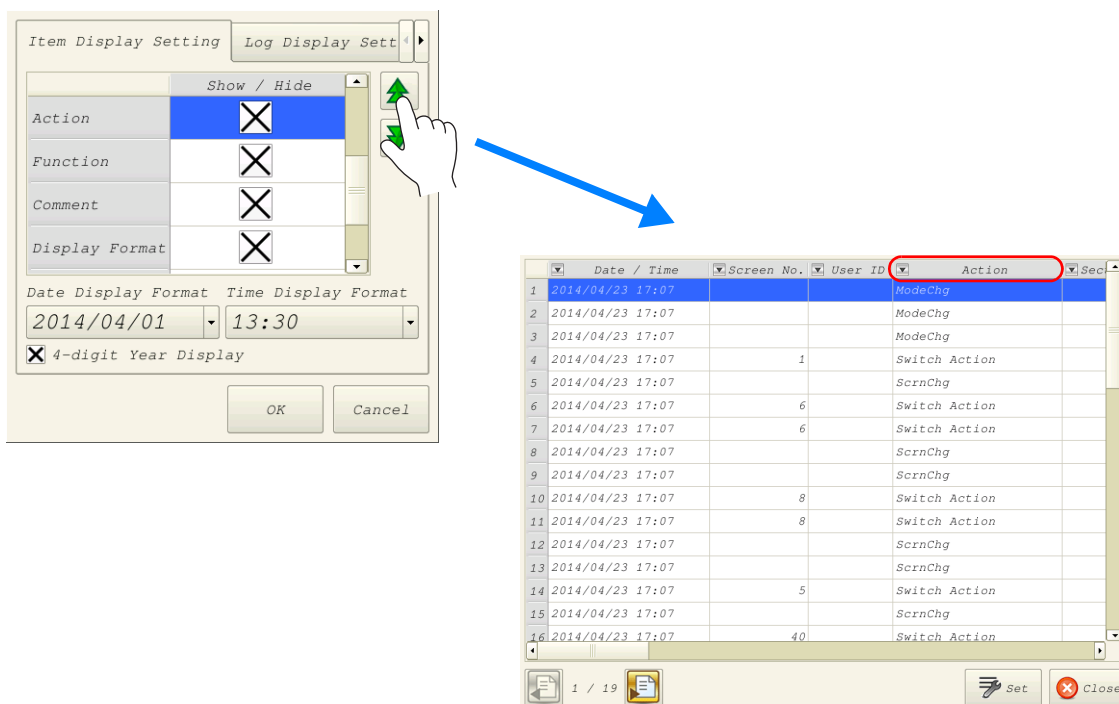 Item Display Setting Log Display Sett
Show / Hide
Action
Function
Comment
Display Format
Date Display Format Time Display Format
2014/04/01 13:30
4-digit Year Display
OK Cancel
Date / Time Screen No. User ID Action Sec
1 2014/04/23 17:07 ModeChg
2 2014/04/23 17:07 ModeChg
3 2014/04/23 17:07 ModeChg
4 2014/04/23 17:07 1 Switch Action
5 2014/04/23 17:07 ScrnChg
6 2014/04/23 17:07 6 Switch Action
7 2014/04/23 17:07 6 Switch Action
8 2014/04/23 17:07 ScrnChg
9 2014/04/23 17:07 ScrnChg
10 2014/04/23 17:07 8 Switch Action
11 2014/04/23 17:07 8 Switch Action
12 2014/04/23 17:07 ScrnChg
13 2014/04/23 17:07 ScrnChg
14 2014/04/23 17:07 5 Switch Action
15 2014/04/23 17:07 ScrnChg
16 2014/04/23 17:07 40 Switch Action
1 / 19 Set Close